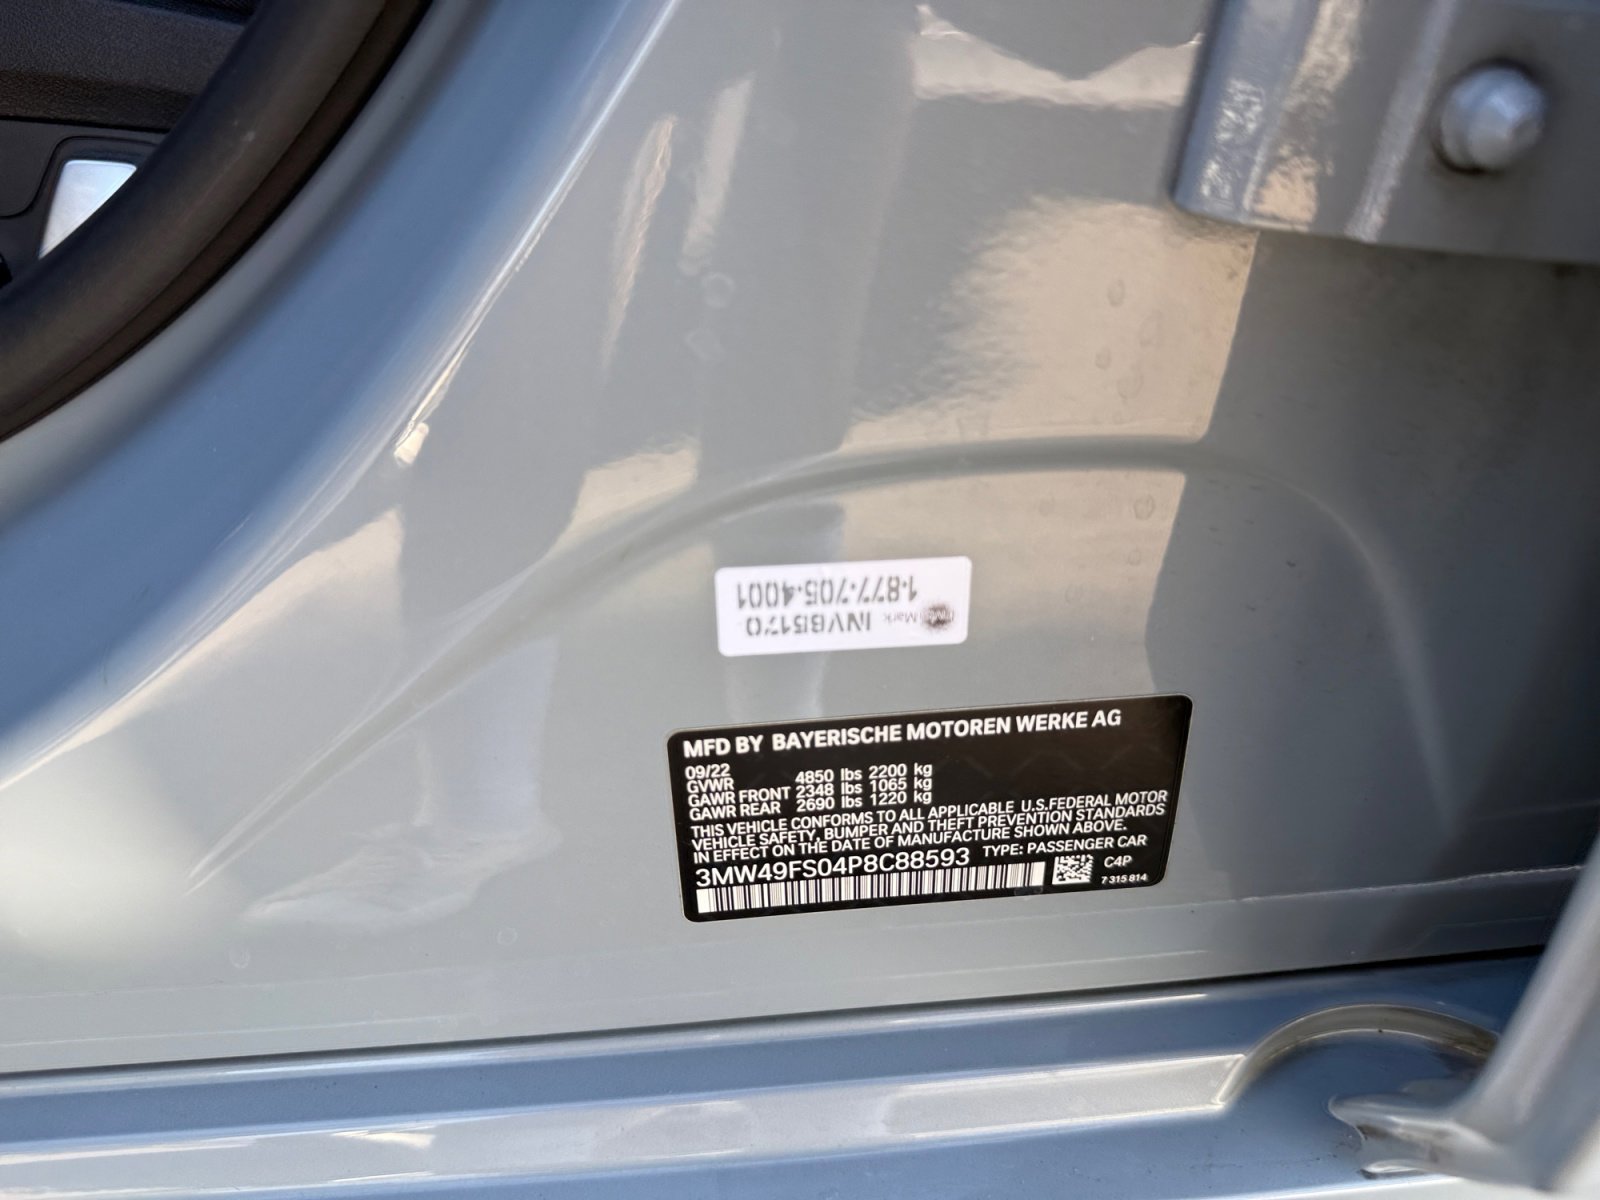 1·877·705·4001
INV85170
MFD BY BAYERISCHE MOTOREN WERKE AG
09/22
GVWR 4850 lbs 2200 kg
GAWR FRONT 2348 lbs 1065 kg
GAWR REAR 2690 lbs 1220 kg
THIS VEHICLE CONFORMS TO ALL APPLICABLE U.S.FEDERAL MOTOR
VEHICLE SAFETY, BUMPER AND THEFT PREVENTION STANDARDS
IN EFFECT ON THE DATE OF MANUFACTURE SHOWN ABOVE.
TYPE: PASSENGER CAR
3MW49FS04P8C88593
C4P
7 315 814